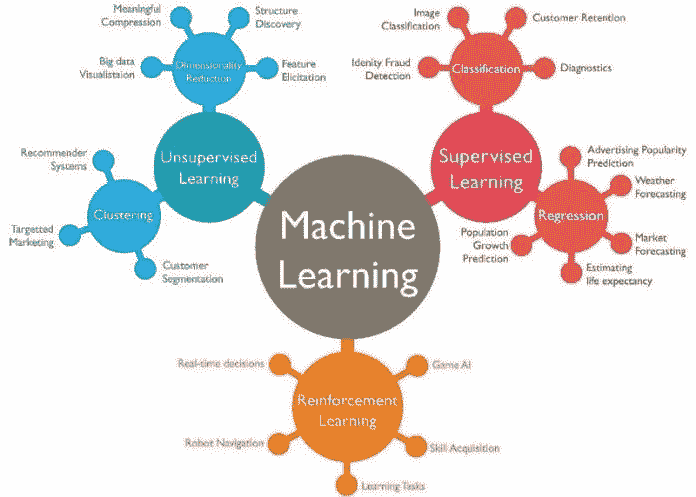 Meaningful
Compression
Structure
Discovery
Big data
Visualistaion
Dimensionality
Reduction
Feature
Elicitation
Unsupervised
Learning
Recommender
Systems
Clustering
Targetted
Marketing
Customer
Segmentation
Machine
Learning
Image
Classification
Customer Retention
Idenity Fraud
Detection
Classification
Diagnostics
Supervised
Learning
Advertising Popularity
Prediction
Weather
Forecasting
Regression
Population
Growth
Prediction
Market
Forecasting
Estimating
life expectancy
Real-time decisions
Game AI
Reinforcement
Learning
Robot Navigation
Skill Acquisition
Learning Tasks